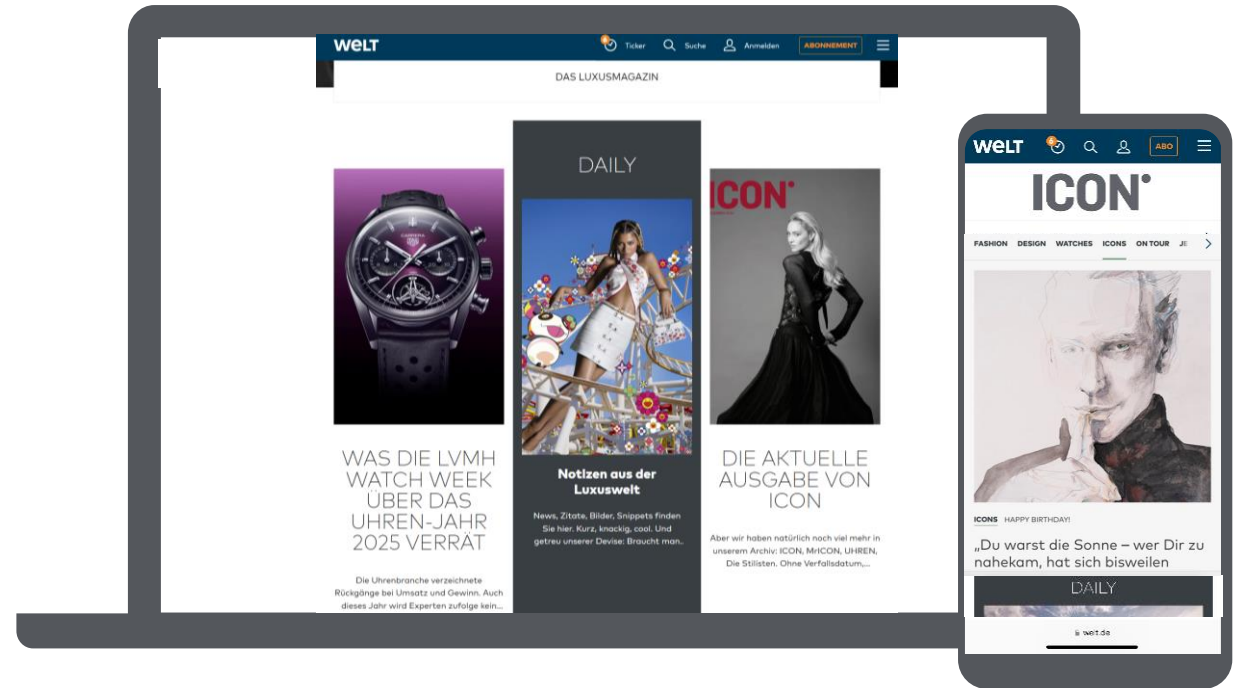 WELT
Ticker
Suche
Anmelden
ABONNEMENT
DAS LUXUSMAGAZIN
CARRERA
WAS DIE LVMH
WATCH WEEK
ÜBER DAS
UHREN-JAHR
2025 VERRÄT
Die Uhrenbranche verzeichnete
Rückgänge bei Umsatz und Gewinn. Auch
dieses Jahr wird Experten zufolge kein...
DAILY
Notizen aus der
Luxuswelt
News, Zitate, Bilder, Snippets finden
Sie hier. Kurz, knackig, cool. Und
getreu unserer Devise: Braucht man..
ICON
DIE AKTUELLE
AUSGABE VON
ICON
Aber wir haben natürlich noch viel mehr in
unserem Archiv: ICON, MrICON, UHREN,
Die Stilisten. Ohne Verfallsdatum,...
WELT
ABO
ICON
FASHION DESIGN WATCHES ICONS ON TOUR JE
ICONS HAPPY BIRTHDAY!
„Du warst die Sonne – wer Dir zu
nahekam, hat sich bisweilen
DAILY
welt.de